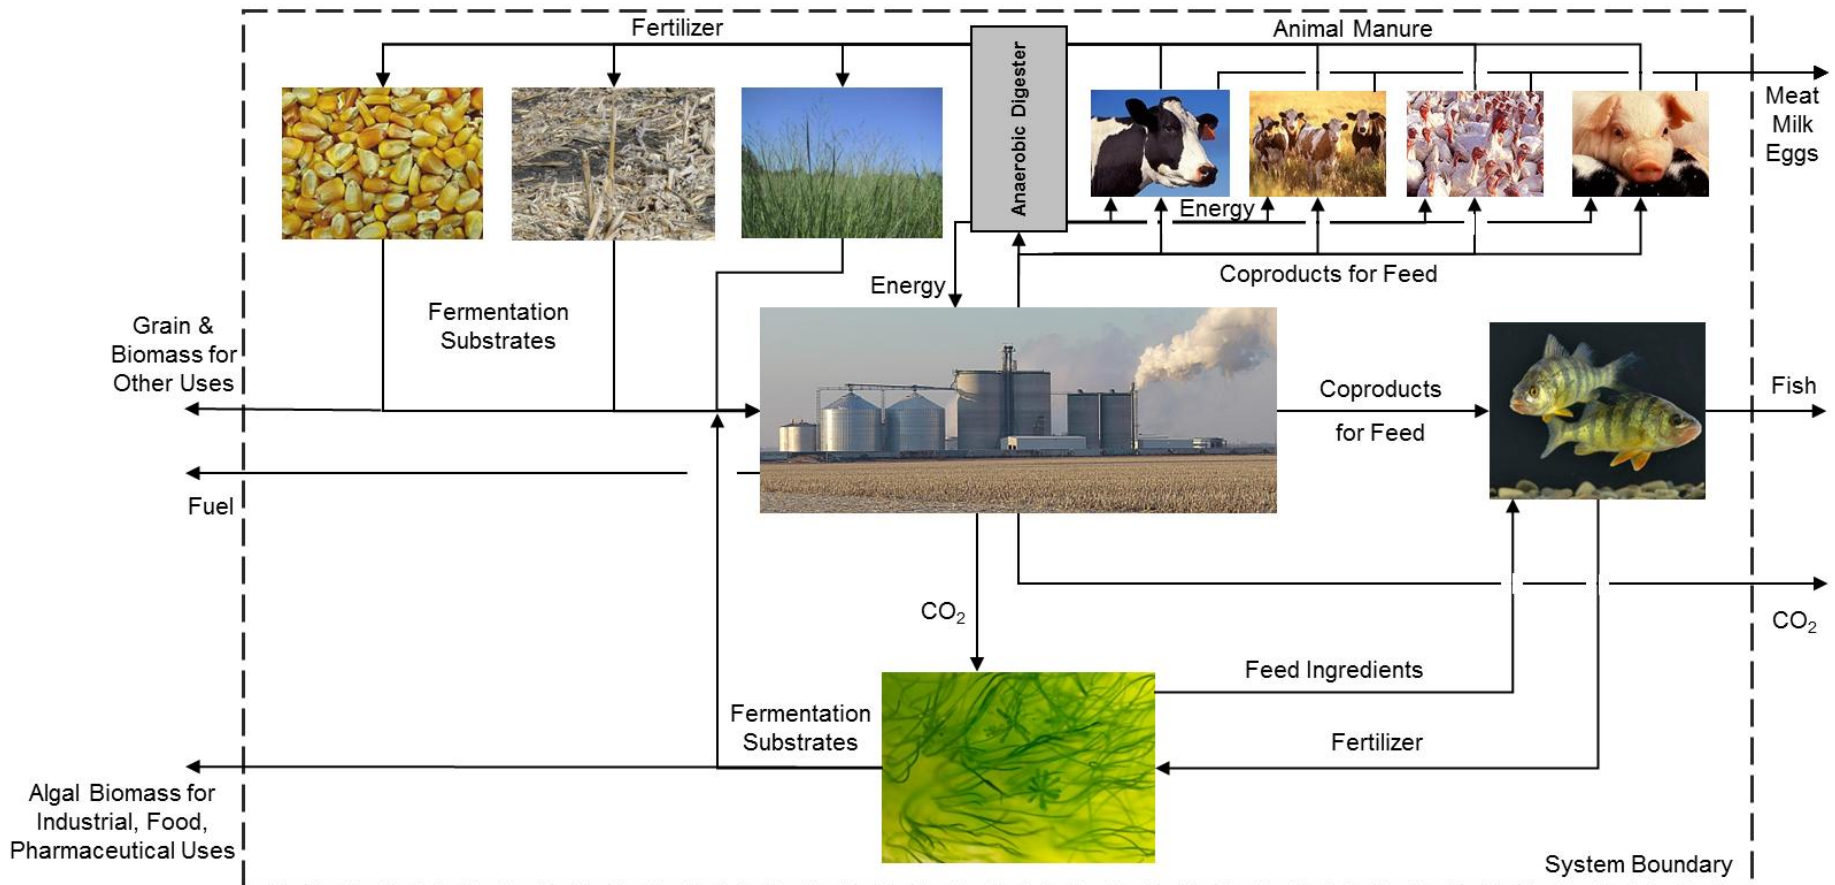 Fertilizer
Animal Manure
Anaerobic Digester
Meat
Milk
Eggs
Energy
Coproducts for Feed
Energy
Fermentation
Substrates
Grain &
Biomass for
Other Uses
Coproducts
for Feed
Fish
Fuel
CO₂
CO₂
Feed Ingredients
Fermentation
Substrates
Fertilizer
Algal Biomass for
Industrial, Food,
Pharmaceutical Uses
System Boundary